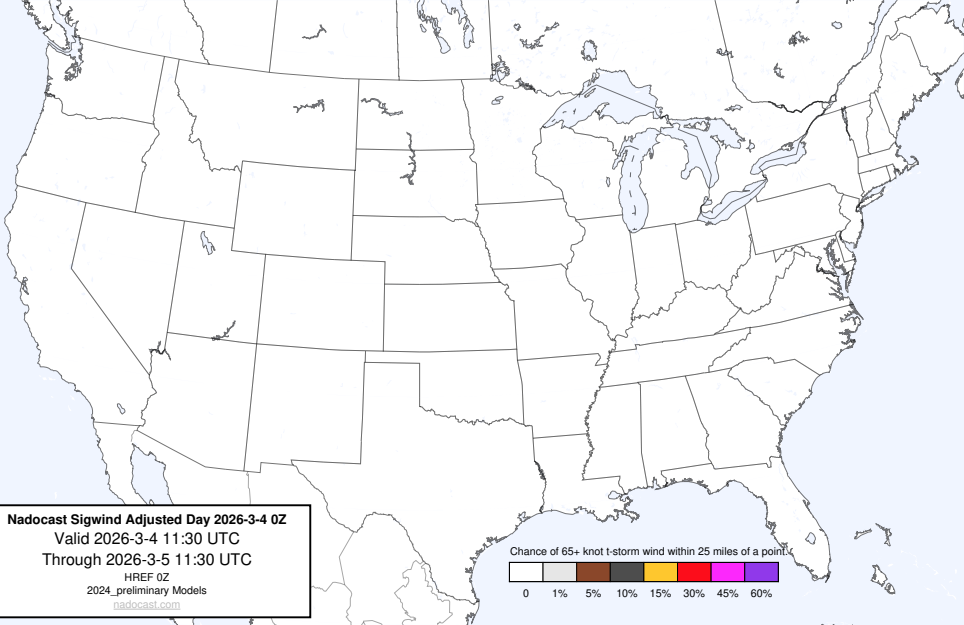 Nadocast Sigwind Adjusted Day 2026-3-4 0Z
Valid 2026-3-4 11:30 UTC
Through 2026-3-5 11:30 UTC
HREF 0Z
2024_preliminary Models
nadocast.com
Chance of 65+ knot t-storm wind within 25 miles of a point.
0 1% 5% 10% 15% 30% 45% 60%